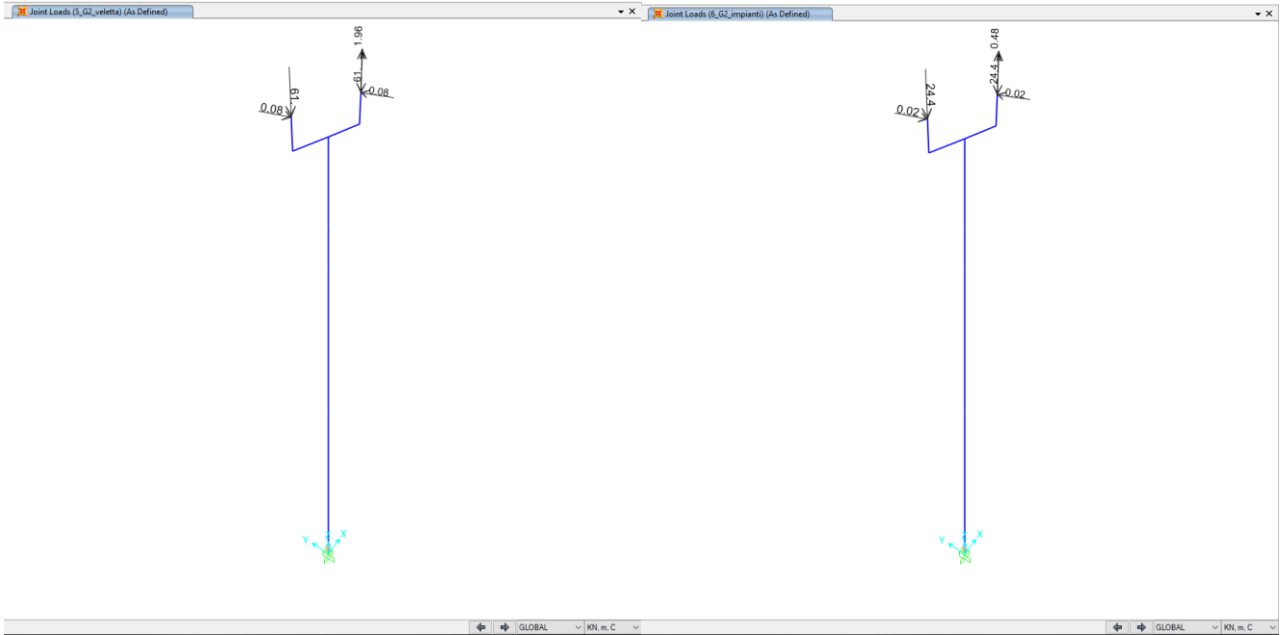 Joint Loads (5_G2_veletta) (As Defined)
1.96
61.
61.
0.08
0.08
Y
Z
X
GLOBAL
KN, m, C
Joint Loads (6_G2_impianti) (As Defined)
0.48
24.4
24.4
0.02
0.02
Y
Z
X
GLOBAL
KN, m, C